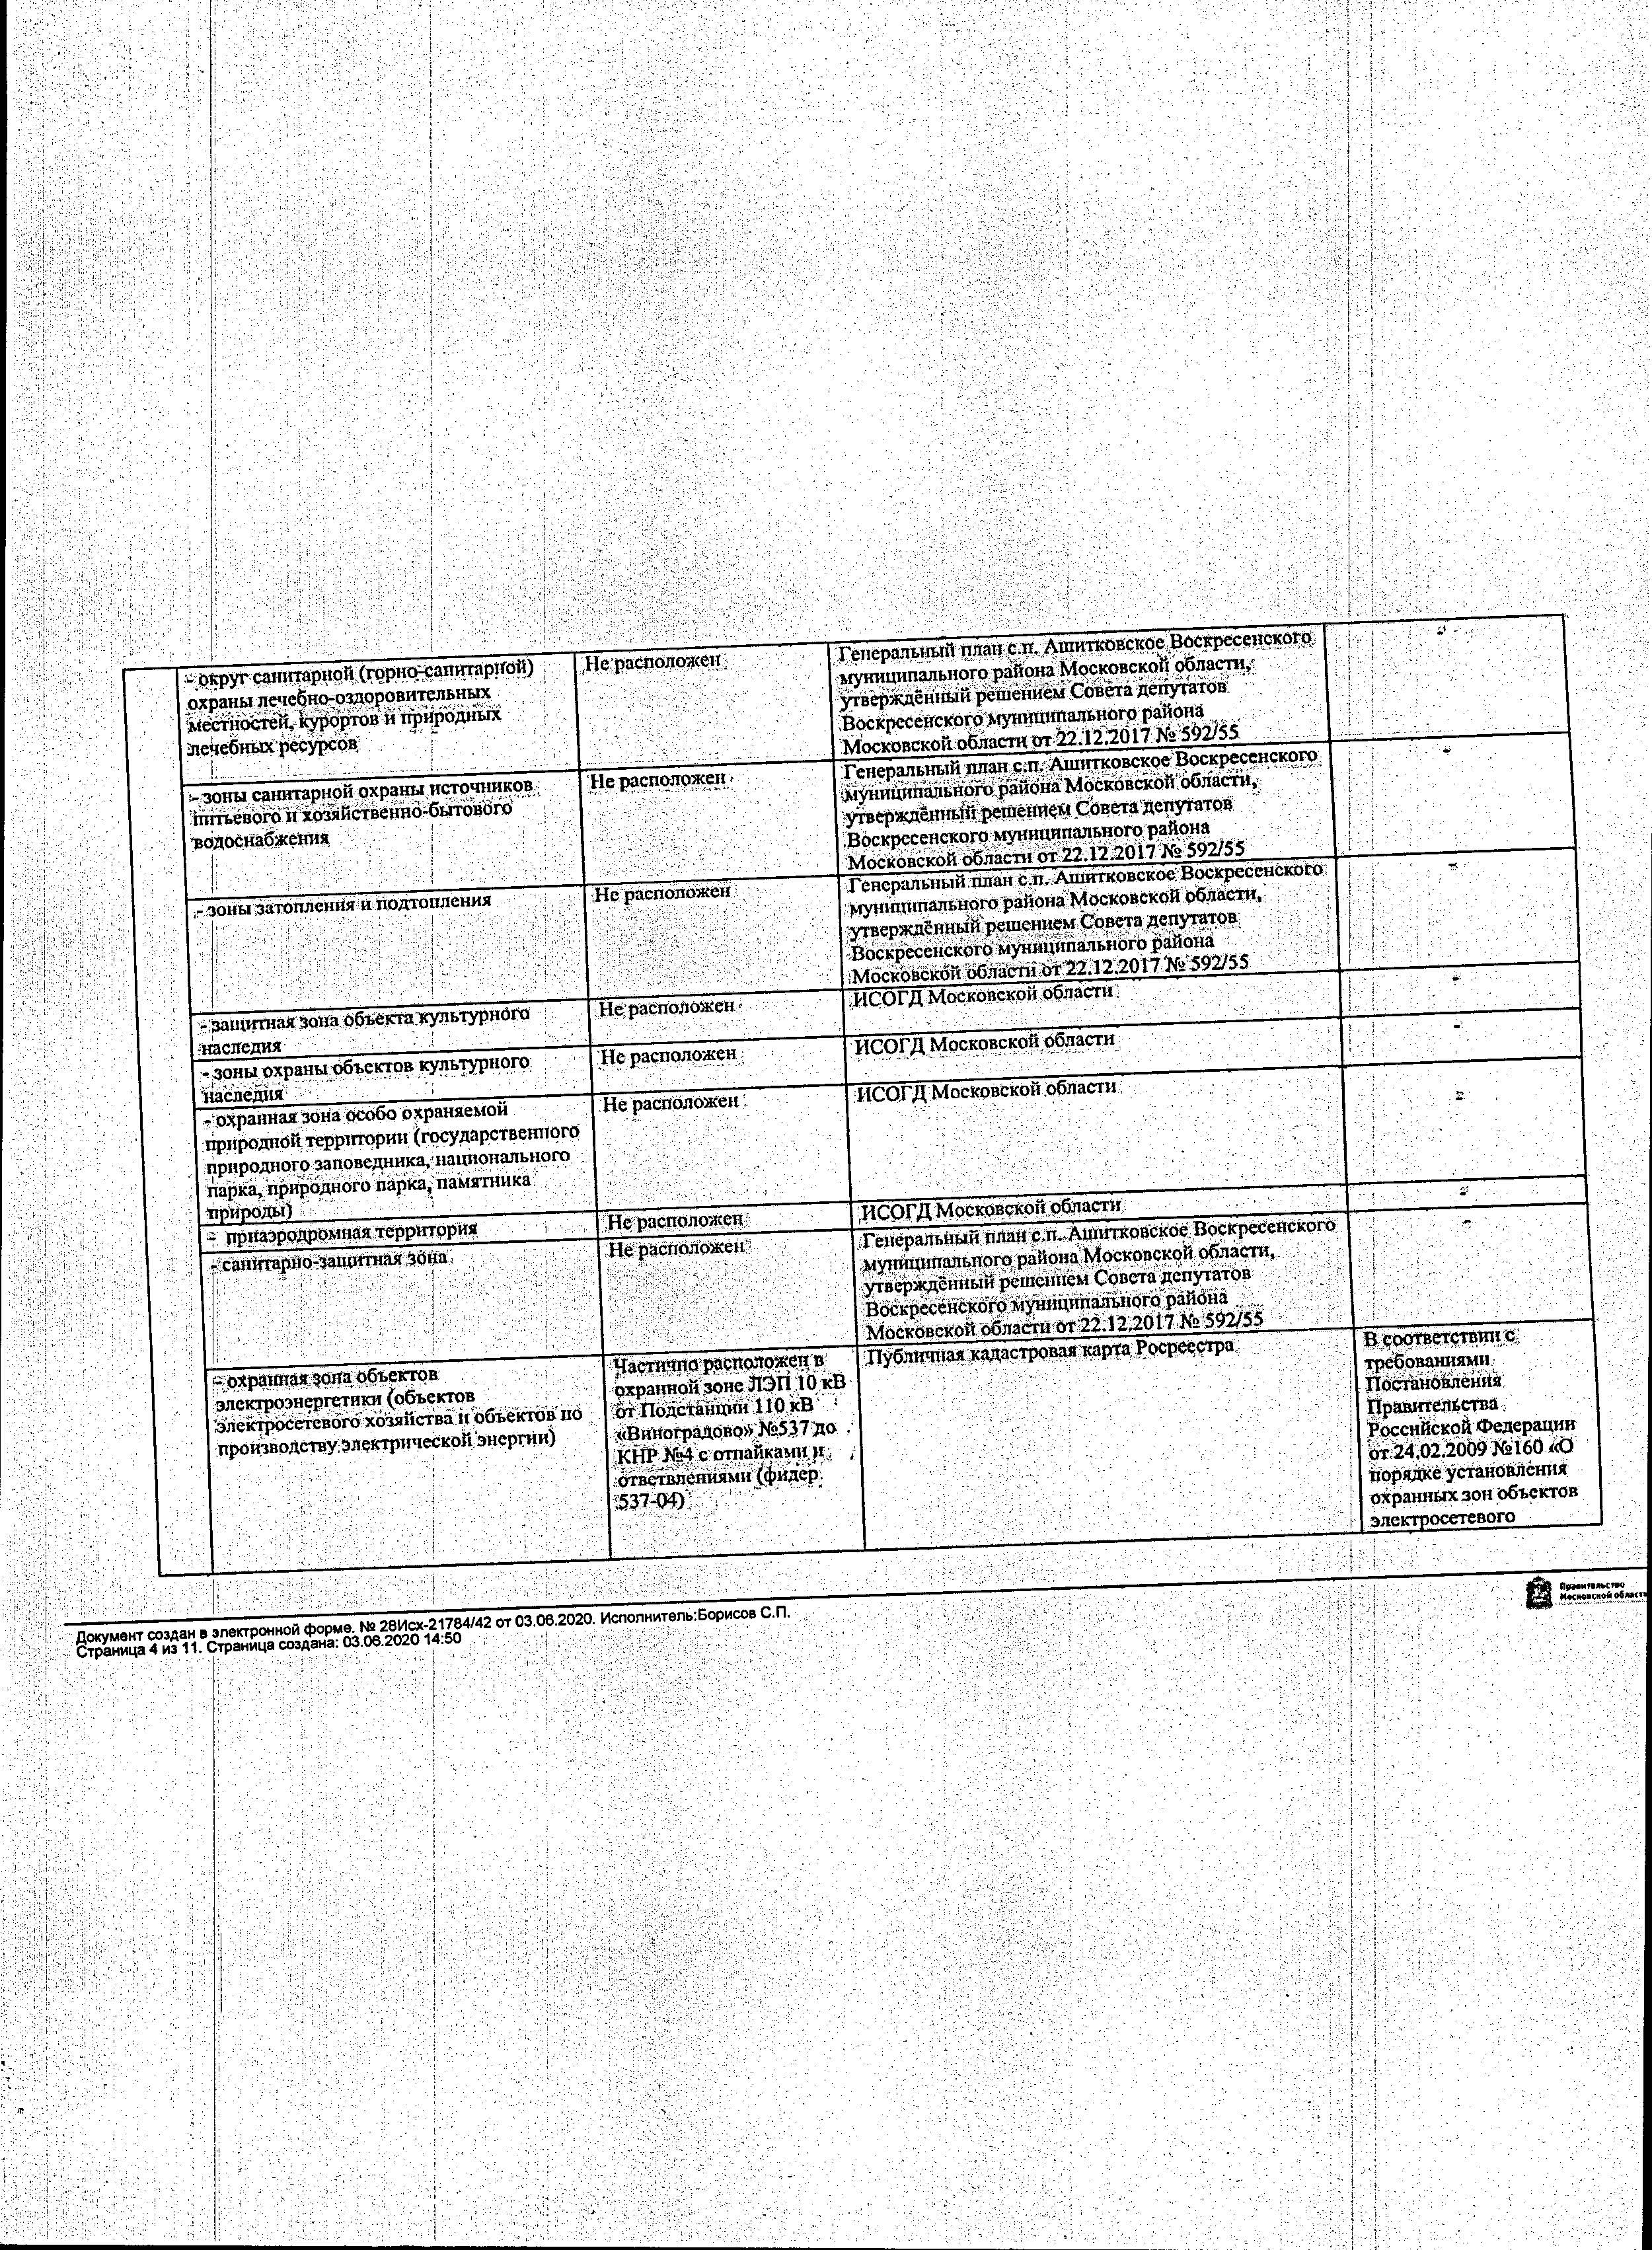 - округ санитарной (горно-санитарной)
охраны лечебно-оздоровительных
местностей, курортов и природных
лечебных ресурсов
Не расположен
Генеральный план с.п. Ашитковское Воскресенского
муниципального района Московской области,
утверждённый решением Совета депутатов
Воскресенского муниципального района
Московской области от 22.12.2017 № 592/55
-
- зоны санитарной охраны источников
питьевого и хозяйственно-бытового
водоснабжения
Не расположен
Генеральный план с.п. Ашитковское Воскресенского
муниципального района Московской области,
утверждённый решением Совета депутатов
Воскресенского муниципального района
Московской области от 22.12.2017 № 592/55
-
- зоны затопления и подтопления
Не расположен
Генеральный план с.п. Ашитковское Воскресенского
муниципального района Московской области,
утверждённый решением Совета депутатов
Воскресенского муниципального района
Московской области от 22.12.2017 № 592/55
-
- защитная зона объекта культурного
наследия
Не расположен
ИСОГД Московской области
-
- зоны охраны объектов культурного
наследия
Не расположен
ИСОГД Московской области
-
- охранная зона особо охраняемой
природной территории (государственного
природного заповедника, национального
парка, природного парка, памятника
природы)
Не расположен
ИСОГД Московской области
-
- приаэродромная территория
Не расположен
ИСОГД Московской области
-
- санитарно-защитная зона
Не расположен
Генеральный план с.п. Ашитковское Воскресенского
муниципального района Московской области,
утверждённый решением Совета депутатов
Воскресенского муниципального района
Московской области от 22.12.2017 № 592/55
-
- охранная зона объектов
электроэнергетики (объектов
электросетевого хозяйства и объектов по
производству электрической энергии)
Частично расположен в
охранной зоне ЛЭП 10 кВ
от Подстанции 110 кВ
«Виноградово» №537 до
КНР №4 с отпайками и
ответвлениями (фидер
537-04)
Публичная кадастровая карта Росреестра
В соответствии с
требованиями
Постановления
Правительства
Российской Федерации
от 24.02.2009 №160 «О
порядке установления
охранных зон объектов
электросетевого
Документ создан в электронной форме. № 28Исх-21784/42 от 03.06.2020. Исполнитель:Борисов С.П.
Страница 4 из 11. Страница создана: 03.06.2020 14:50
Правительство
Московской области